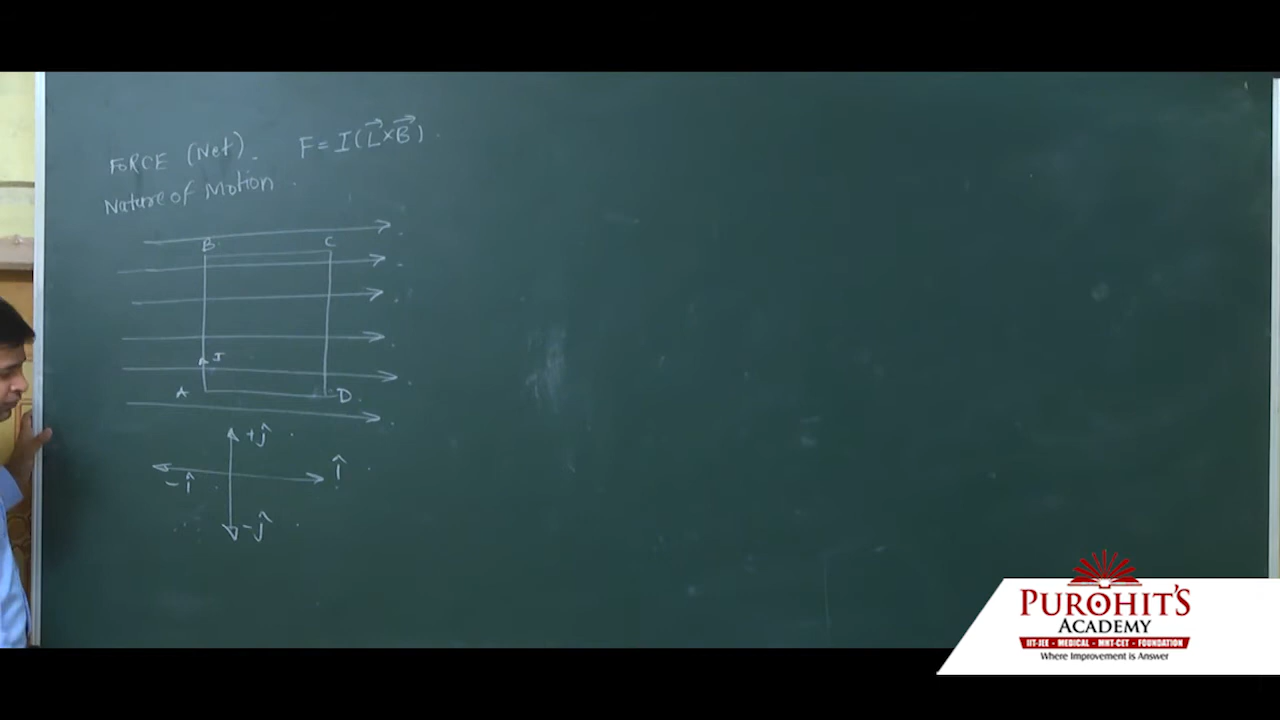 FORCE (Net). F = I(L×B).
Nature of Motion.
B C
I
A D.
+ĵ
-î î
-ĵ
PUROHIT'S
ACADEMY
IIT-JEE • MEDICAL • MHT-CET • FOUNDATION
Where Improvement is Answer